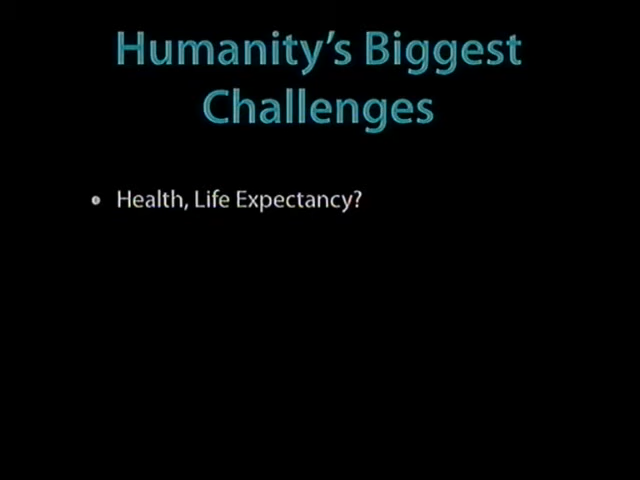 Humanity’s Biggest
Challenges
• Health, Life Expectancy?